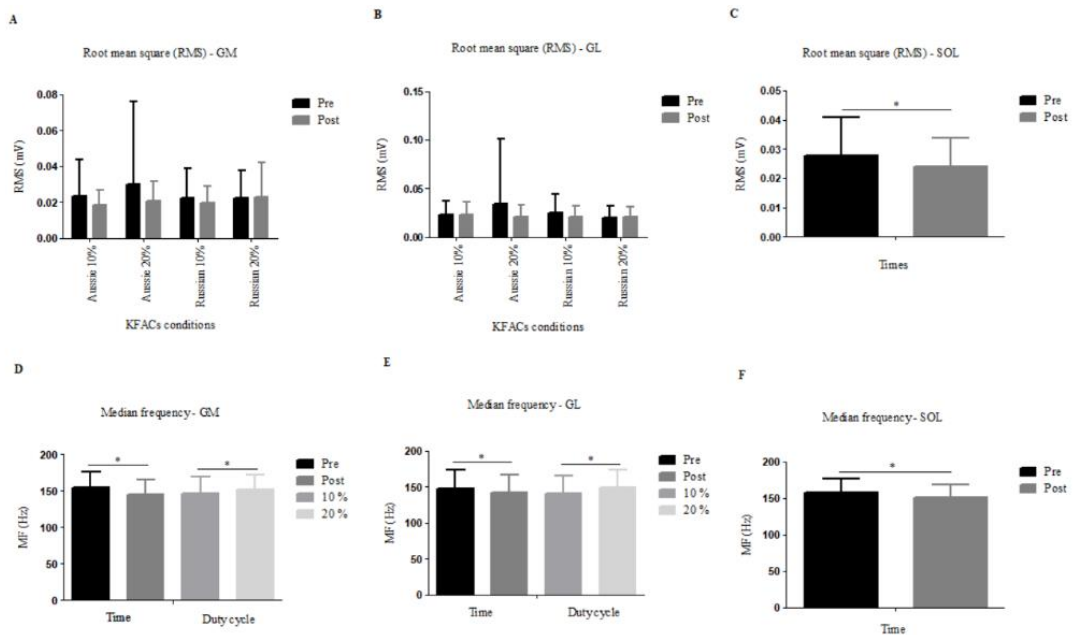 A
Root mean square (RMS) - GM
RMS (mV)
0.08
0.06
0.04
0.02
0.00
Pre
Post
Aussie 10%
Aussie 20%
Russian 10%
Russian 20%
KFACs conditions
B
Root mean square (RMS) - GL
RMS (mV)
0.15
0.10
0.05
0.00
Pre
Post
Aussie 10%
Aussie 20%
Russian 10%
Russian 20%
KFACs conditions
C
Root mean square (RMS) - SOL
RMS (mV)
0.05
0.04
0.03
0.02
0.01
0.00
*
Pre
Post
Times
D
Median frequency - GM
MF (Hz)
200
150
100
50
0
*
*
Pre
Post
10 %
20 %
Time
Duty cycle
E
Median frequency - GL
MF (Hz)
200
150
100
50
0
*
*
Pre
Post
10 %
20 %
Time
Duty cycle
F
Median frequency - SOL
MF (Hz)
200
150
100
50
0
*
Pre
Post
Time